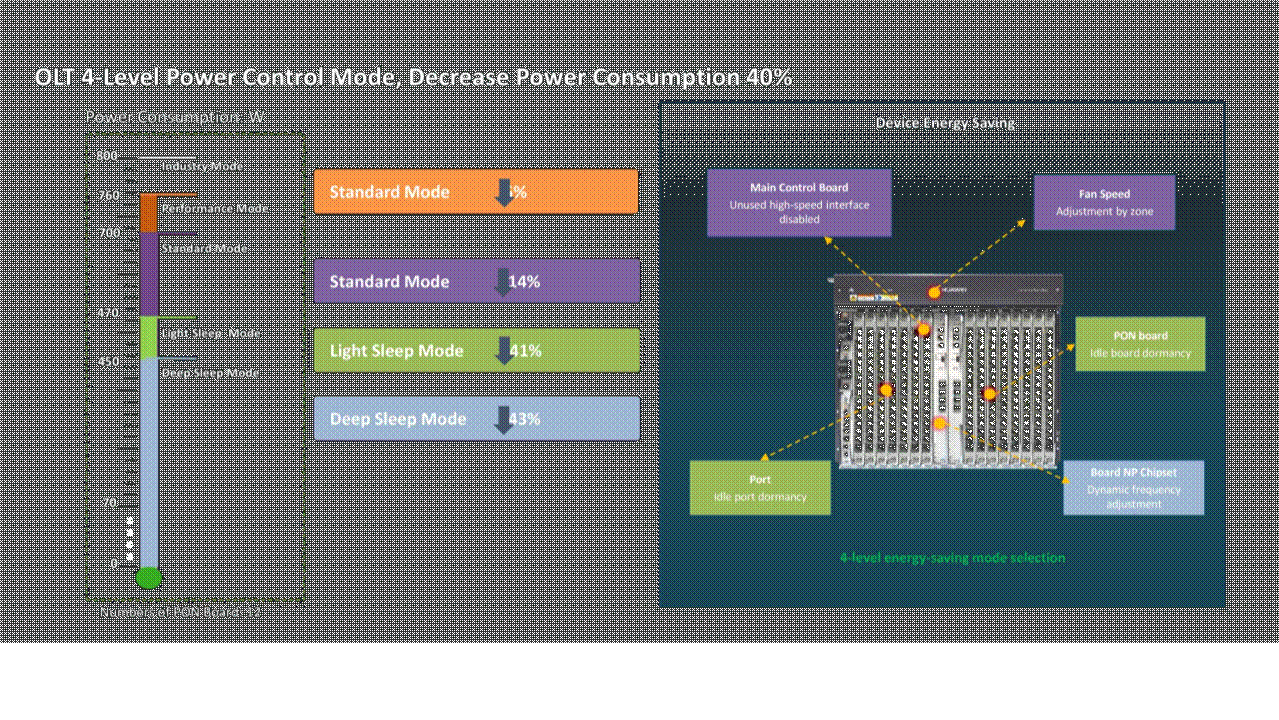 OLT 4-Level Power Control Mode, Decrease Power Consumption 40%
Power Consumption, W
800
Industry Mode
760
Performance Mode
700
Standard Mode
470
Light Sleep Mode
450
Deep Sleep Mode
70
0
Number of PON Boards 12
Standard Mode %
Standard Mode 14%
Light Sleep Mode 41%
Deep Sleep Mode 43%
Device Energy Saving
Main Control Board
Unused high-speed interface
disabled
Fan Speed
Adjustment by zone
HUAWEI
PON board
Idle board dormancy
Port
Idle port dormancy
Board NP Chipset
Dynamic frequency
adjustment
4-level energy-saving mode selection